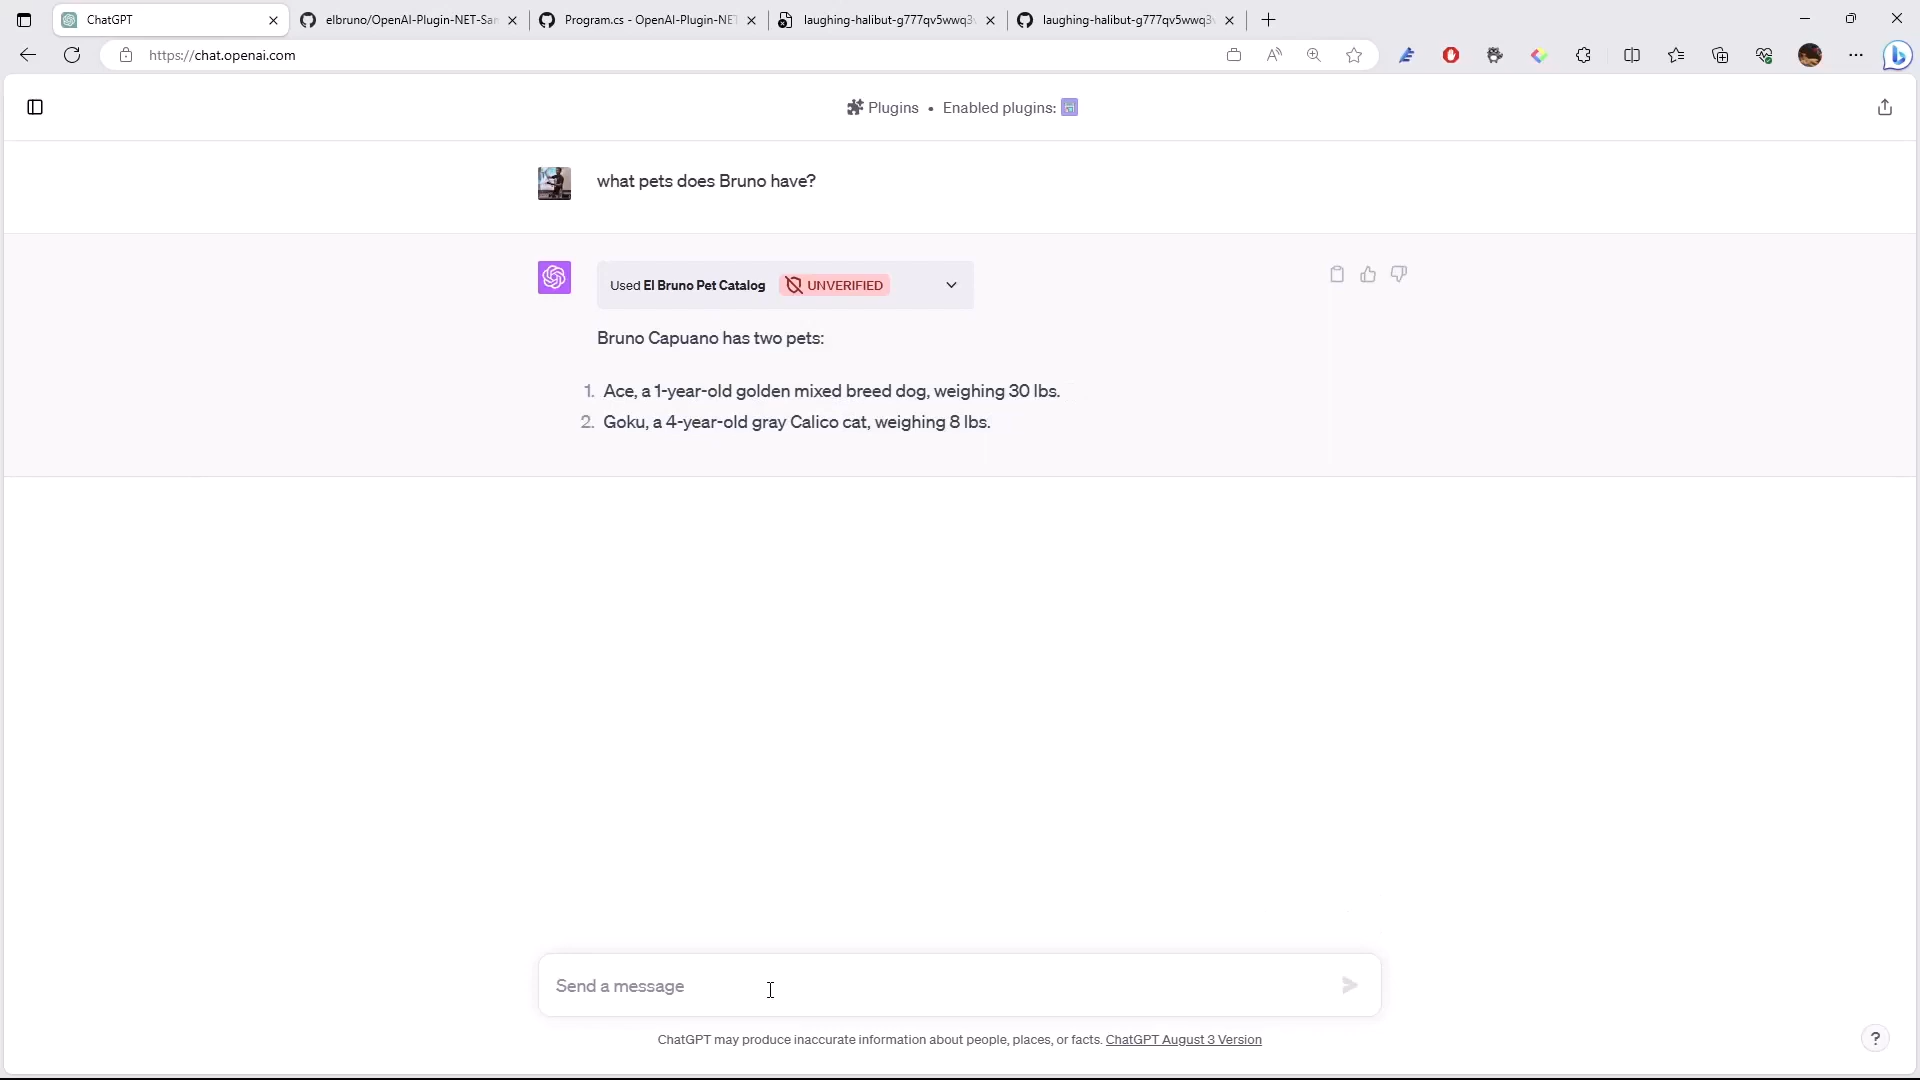 ChatGPT
elbruno/OpenAI-Plugin-NET-Sam
Program.cs - OpenAI-Plugin-NET
laughing-halibut-g777qv5wwq3
laughing-halibut-g777qv5wwq3
https://chat.openai.com
Plugins • Enabled plugins:
what pets does Bruno have?
Used El Bruno Pet Catalog UNVERIFIED
Bruno Capuano has two pets:
1. Ace, a 1-year-old golden mixed breed dog, weighing 30 lbs.
2. Goku, a 4-year-old gray Calico cat, weighing 8 lbs.
Send a message
ChatGPT may produce inaccurate information about people, places, or facts. ChatGPT August 3 Version
?